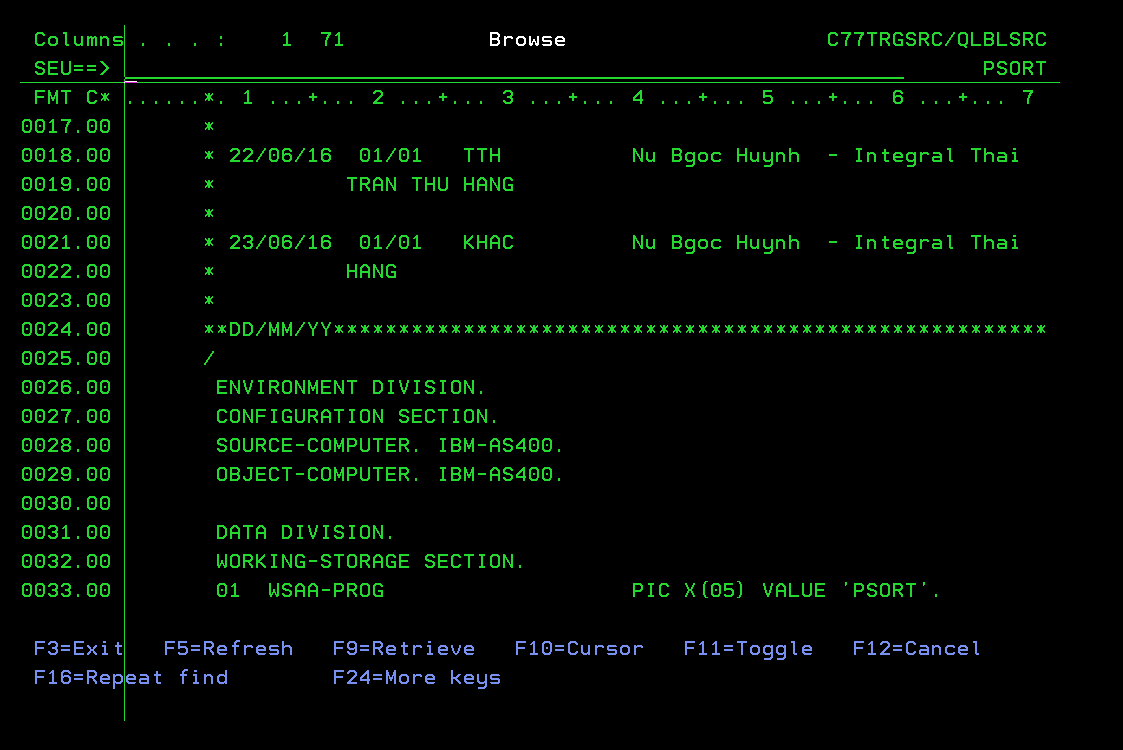 Columns . . . :    1  71           Browse                    C77TRGSRC/QLBLSRC
SEU==>                                                                   PSORT
FMT C* ......*. 1 ...+... 2 ...+... 3 ...+... 4 ...+... 5 ...+... 6 ...+... 7
0017.00       *
0018.00       * 22/06/16  01/01   TTH          Nu Bgoc Huynh  - Integral Thai
0019.00       *          TRAN THU HANG
0020.00       *
0021.00       * 23/06/16  01/01   KHAC         Nu Bgoc Huynh  - Integral Thai
0022.00       *          HANG
0023.00       *
0024.00       **DD/MM/YY*******************************************************
0025.00       /
0026.00        ENVIRONMENT DIVISION.
0027.00        CONFIGURATION SECTION.
0028.00        SOURCE-COMPUTER. IBM-AS400.
0029.00        OBJECT-COMPUTER. IBM-AS400.
0030.00
0031.00        DATA DIVISION.
0032.00        WORKING-STORAGE SECTION.
0033.00        01  WSAA-PROG                   PIC X(05) VALUE 'PSORT'.
F3=Exit   F5=Refresh   F9=Retrieve   F10=Cursor   F11=Toggle   F12=Cancel
F16=Repeat find        F24=More keys